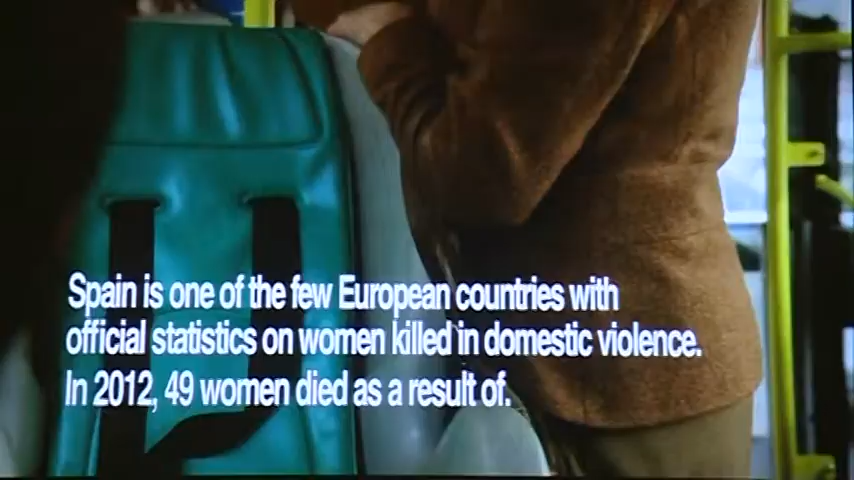 Spain is one of the few European countries with
official statistics on women killed in domestic violence.
In 2012, 49 women died as a result of.